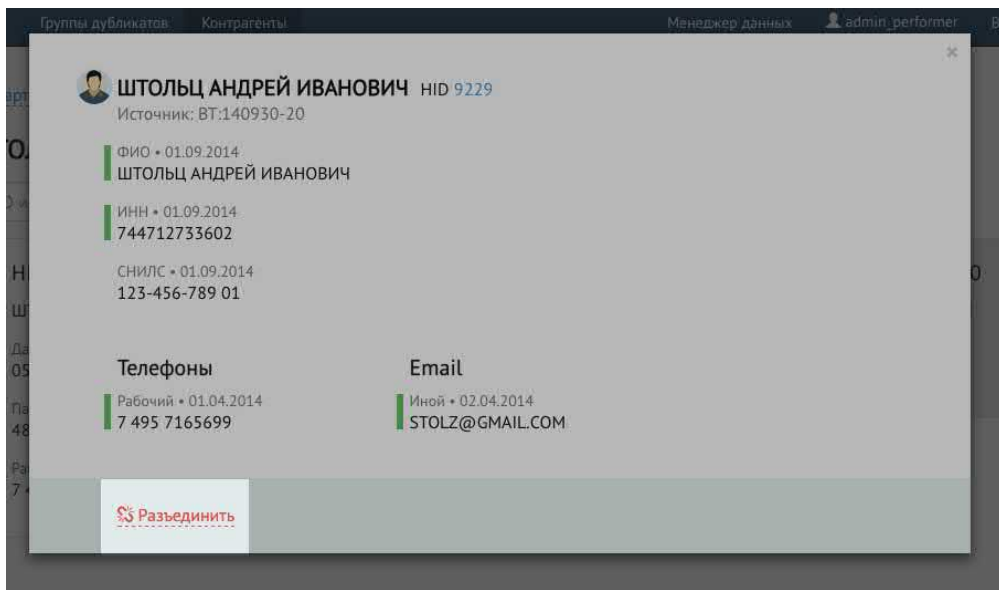 Группы дубликатов Контрагенты Менеджер данных admin_performer
ШТОЛЬЦ АНДРЕЙ ИВАНОВИЧ HID 9229
Источник: BT:140930-20
ФИО • 01.09.2014
ШТОЛЬЦ АНДРЕЙ ИВАНОВИЧ
ИНН • 01.09.2014
744712733602
СНИЛС • 01.09.2014
123-456-789 01
Телефоны Email
Рабочий • 01.04.2014 Иной • 02.04.2014
7 495 7165699 STOLZ@GMAIL.COM
Разъединить